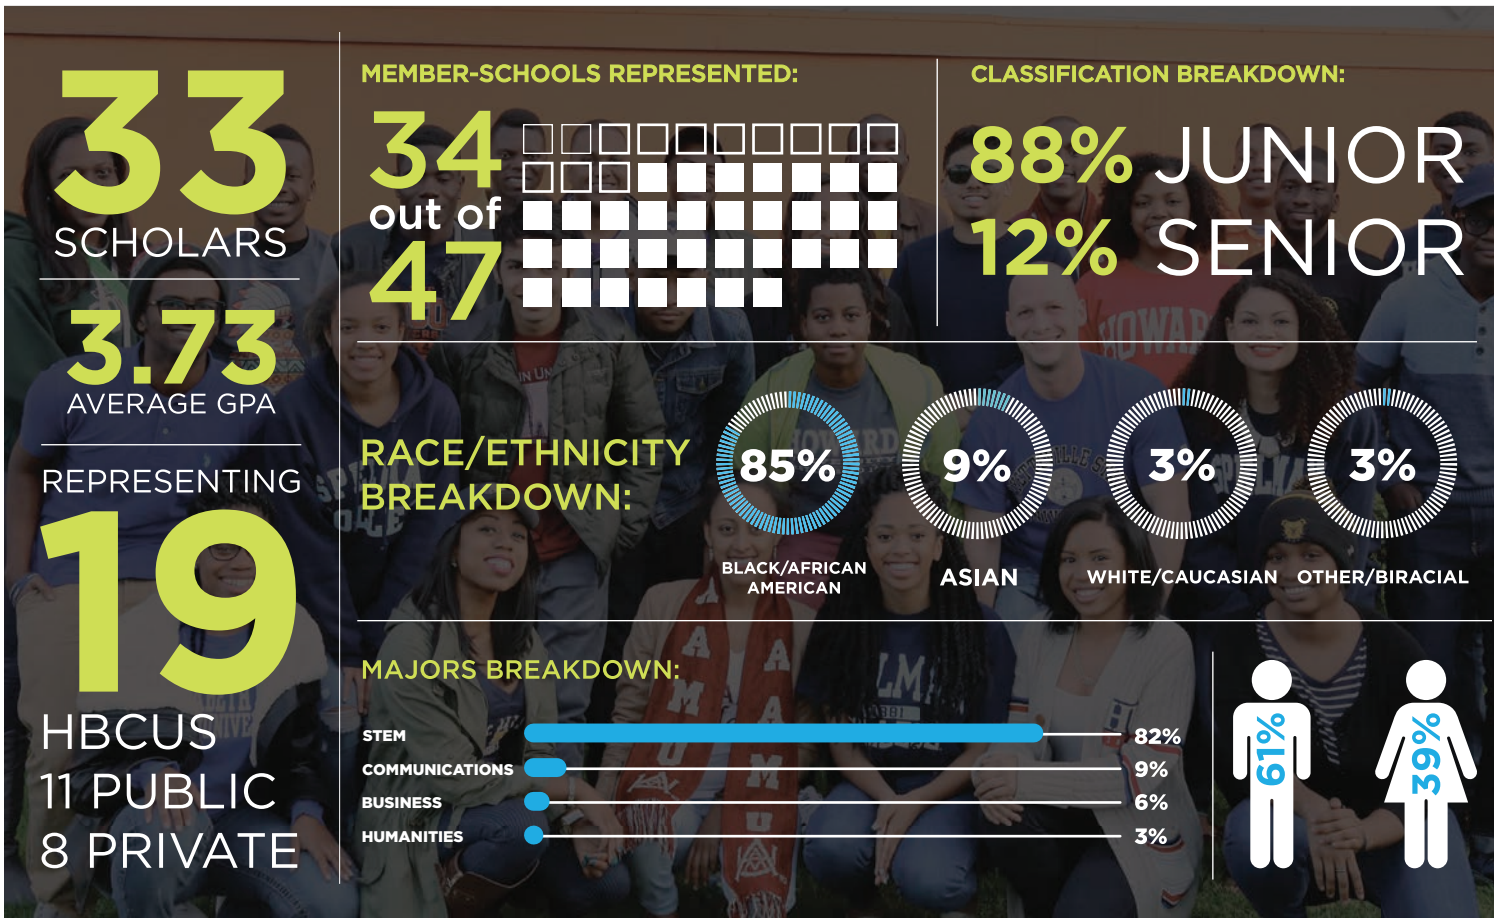 33
SCHOLARS
3.73
AVERAGE GPA
REPRESENTING
19
HBCUS
11 PUBLIC
8 PRIVATE
MEMBER-SCHOOLS REPRESENTED:
34
out of
47
CLASSIFICATION BREAKDOWN:
88% JUNIOR
12% SENIOR
RACE/ETHNICITY
BREAKDOWN:
85%
BLACK/AFRICAN
AMERICAN
9%
ASIAN
3%
WHITE/CAUCASIAN
3%
OTHER/BIRACIAL
MAJORS BREAKDOWN:
STEM 82%
COMMUNICATIONS 9%
BUSINESS 6%
HUMANITIES 3%
61%
39%
HOWAR
HOWARD